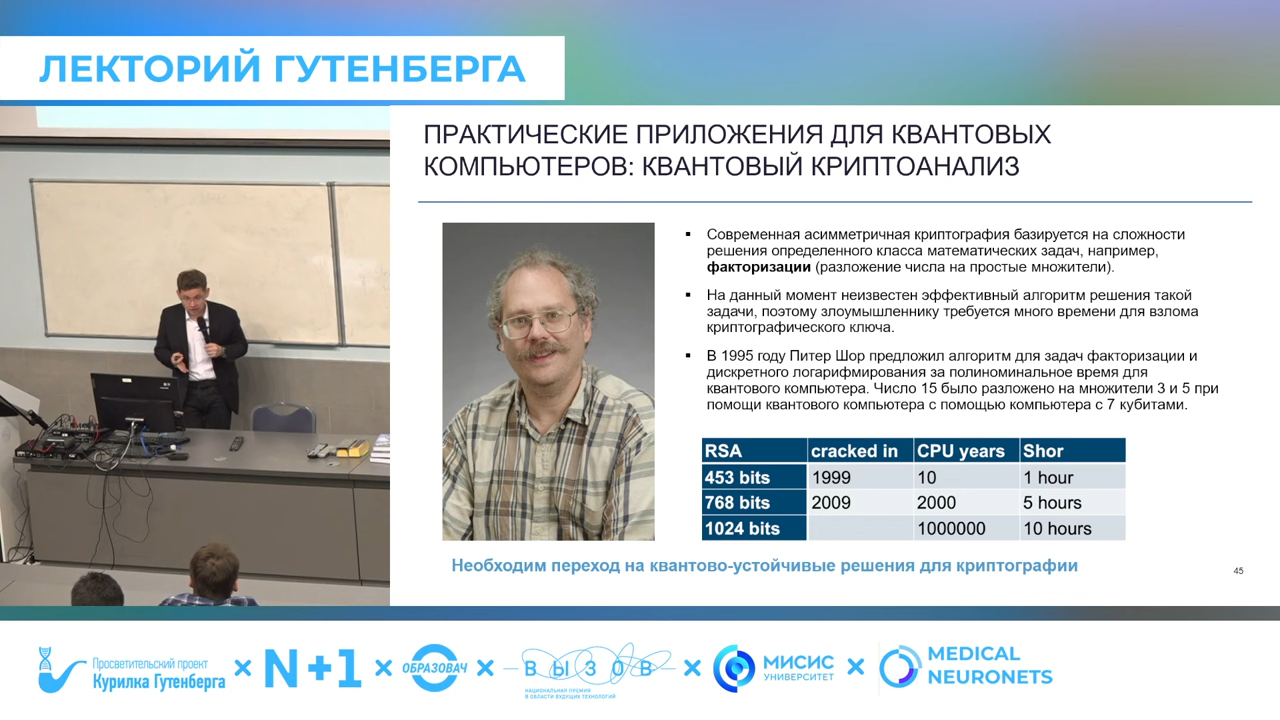 ЛЕКТОРИЙ ГУТЕНБЕРГА
ПРАКТИЧЕСКИЕ ПРИЛОЖЕНИЯ ДЛЯ КВАНТОВЫХ
КОМПЬЮТЕРОВ: КВАНТОВЫЙ КРИПТОАНАЛИЗ
Современная асимметричная криптография базируется на сложности
решения определенного класса математических задач, например,
факторизации (разложение числа на простые множители).
На данный момент неизвестен эффективный алгоритм решения такой
задачи, поэтому злоумышленнику требуется много времени для взлома
криптографического ключа.
В 1995 году Питер Шор предложил алгоритм для задач факторизации и
дискретного логарифмирования за полиноминальное время для
квантового компьютера. Число 15 было разложено на множители 3 и 5 при
помощи квантового компьютера с помощью компьютера с 7 кубитами.
RSA cracked in CPU years Shor
453 bits 1999 10 1 hour
768 bits 2009 2000 5 hours
1024 bits 1000000 10 hours
Необходим переход на квантово-устойчивые решения для криптографии
45
Просветительский проект
Курилка Гутенберга
N+1
ОБРАЗОВАЧ
ВЫЗОВ
НАЦИОНАЛЬНАЯ ПРЕМИЯ
В ОБЛАСТИ БУДУЩИХ ТЕХНОЛОГИЙ
МИСИС
УНИВЕРСИТЕТ
MEDICAL
NEURONETS